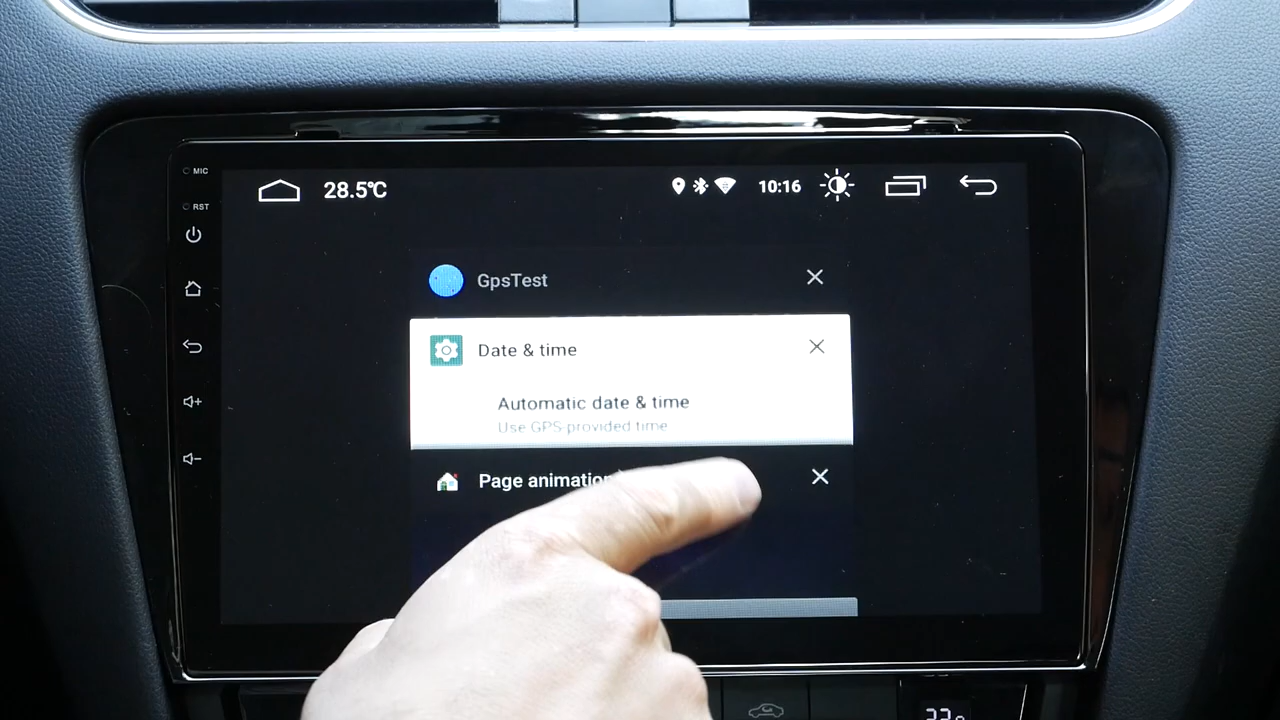 MIC
28.5℃
10:16
RST
GpsTest
Date & time
Automatic date & time
Use GPS provided time
Page animation